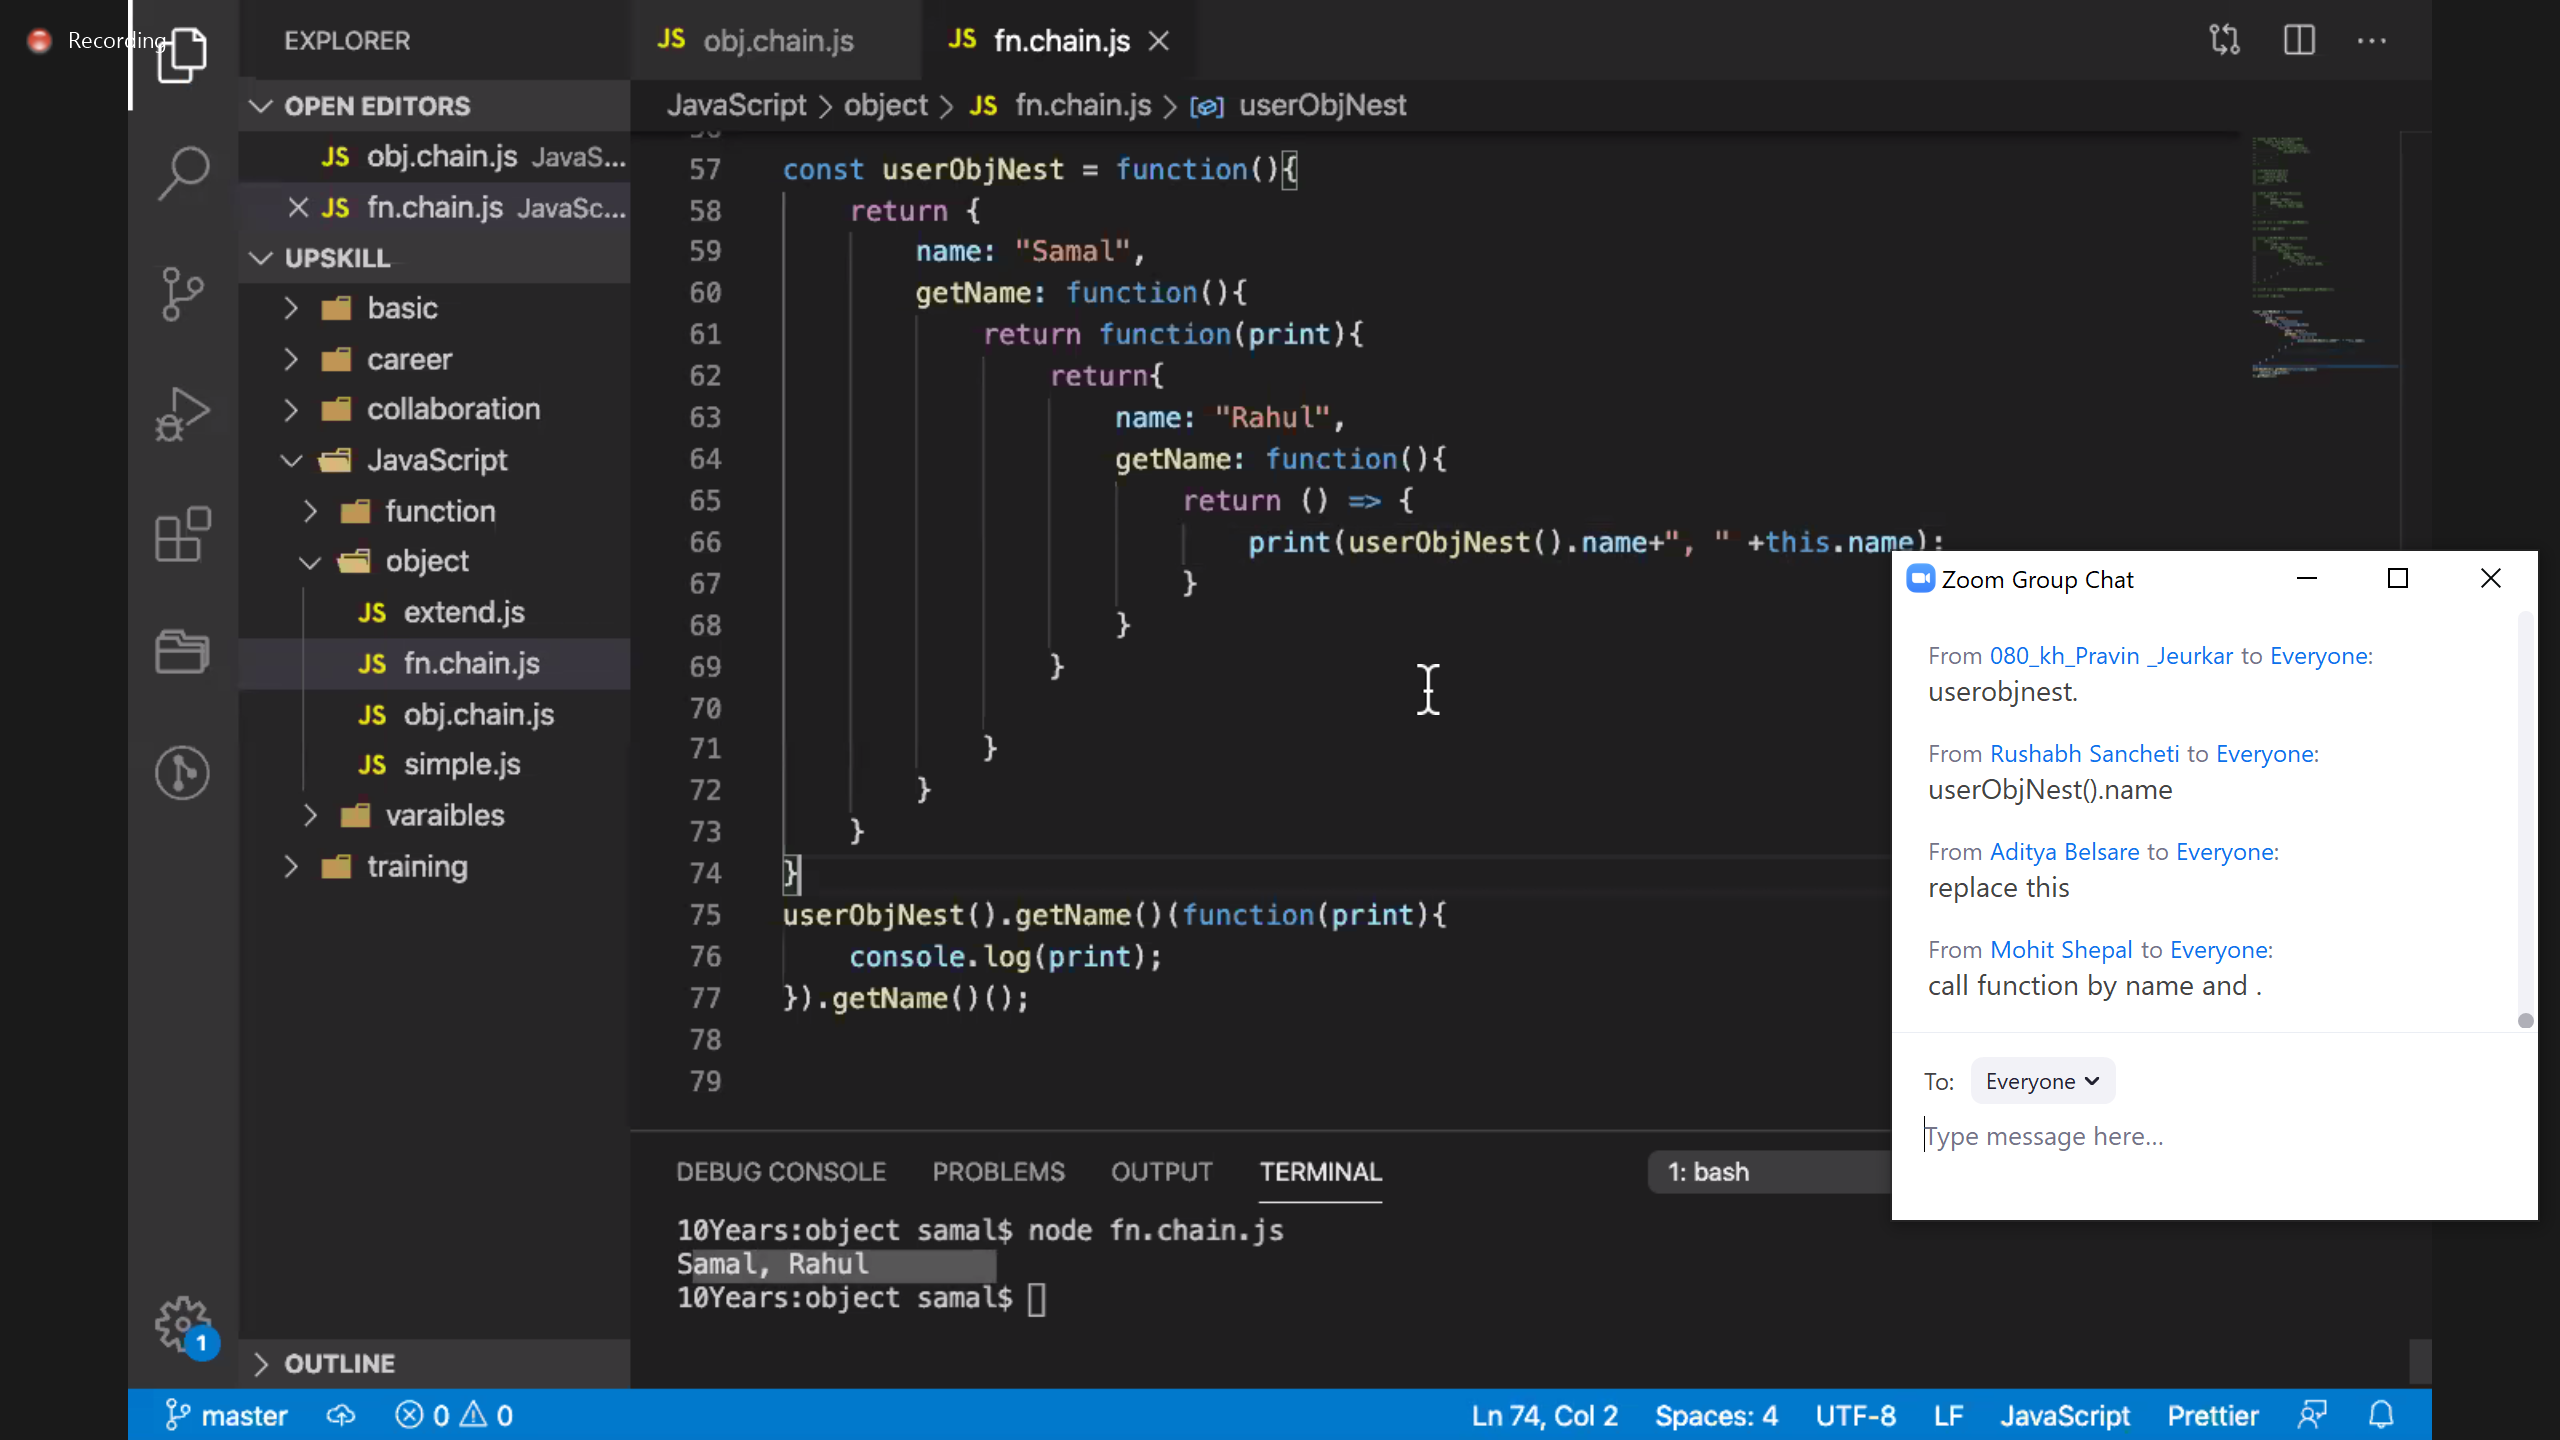 Recording
EXPLORER
OPEN EDITORS
JS obj.chain.js JavaS...
JS fn.chain.js JavaSc...
UPSKILL
basic
career
collaboration
JavaScript
function
object
JS extend.js
JS fn.chain.js
JS obj.chain.js
JS simple.js
varaibles
training
OUTLINE
1
JS obj.chain.js
JS fn.chain.js
JavaScript > object > JS fn.chain.js > userObjNest
57 const userObjNest = function(){
58 return {
59 name: "Samal",
60 getName: function(){
61 return function(print){
62 return{
63 name: "Rahul",
64 getName: function(){
65 return () => {
66 print(userObjNest().name+", " +this.name);
67 }
68 }
69 }
70
71 }
72 }
73 }
74 }
75 userObjNest().getName()(function(print){
76 console.log(print);
77 }).getName()();
78
79
DEBUG CONSOLE PROBLEMS OUTPUT TERMINAL 1: bash
10Years:object samal$ node fn.chain.js
Samal, Rahul
10Years:object samal$
Zoom Group Chat
From 080_kh_Pravin _Jeurkar to Everyone:
userobjnest.
From Rushabh Sancheti to Everyone:
userObjNest().name
From Aditya Belsare to Everyone:
replace this
From Mohit Shepal to Everyone:
call function by name and .
To: Everyone
Type message here...
master 0 0 Ln 74, Col 2 Spaces: 4 UTF-8 LF JavaScript Prettier